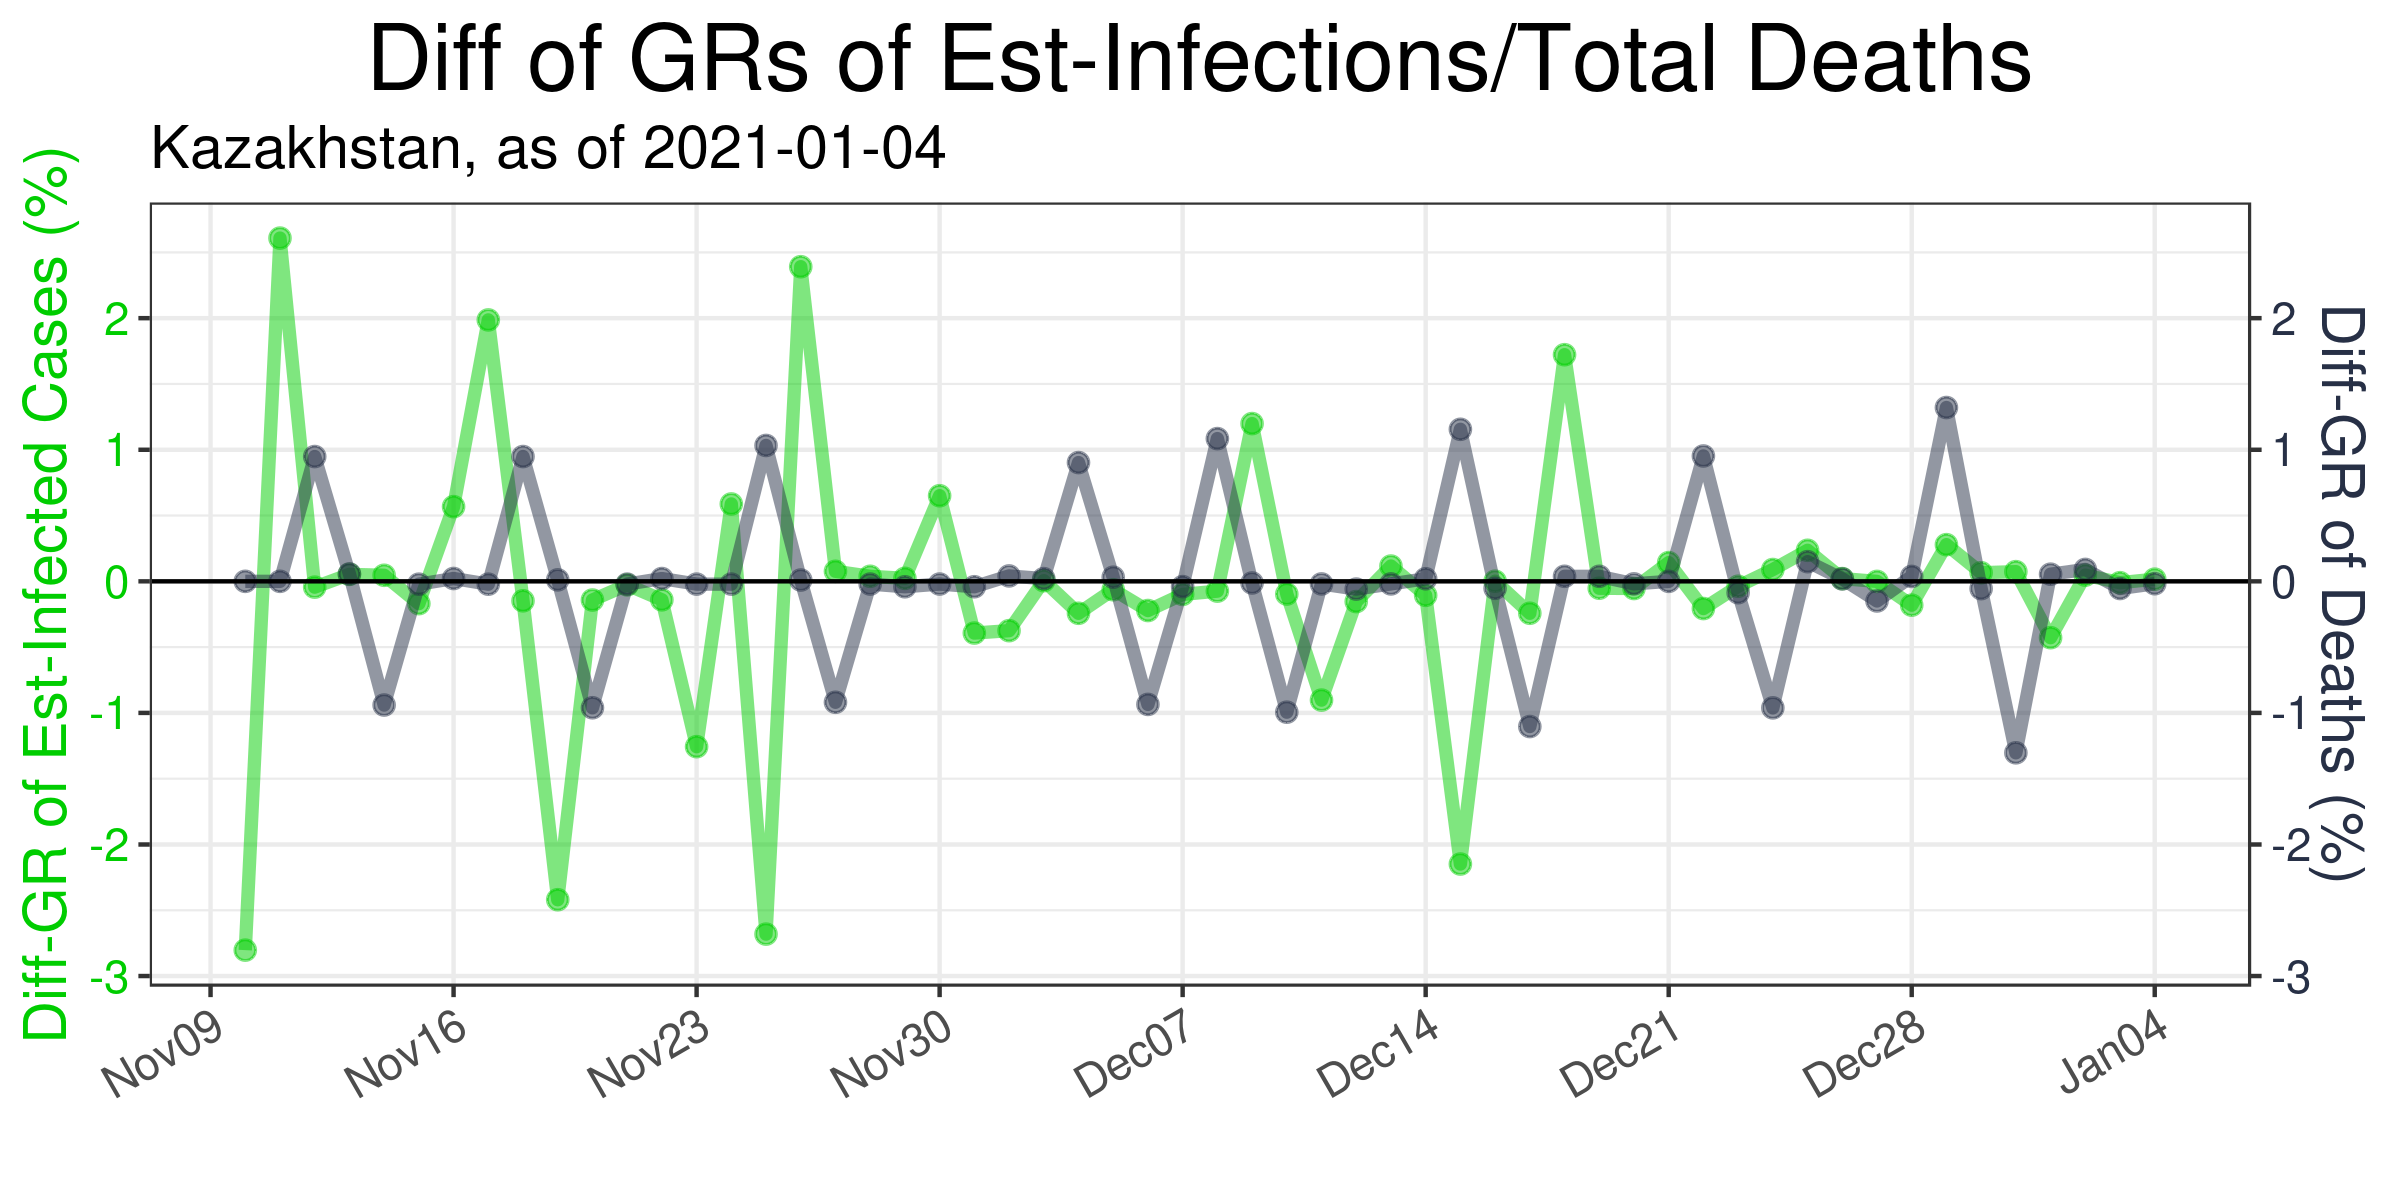 Diff of GRs of Est-Infections/Total Deaths
Kazakhstan, as of 2021-01-04
Diff-GR of Est-Infected Cases (%)
2
1
0
-1
-2
-3
2
1
0
-1
-2
-3
Diff-GR of Deaths (%)
Nov09
Nov16
Nov23
Nov30
Dec07
Dec14
Dec21
Dec28
Jan04